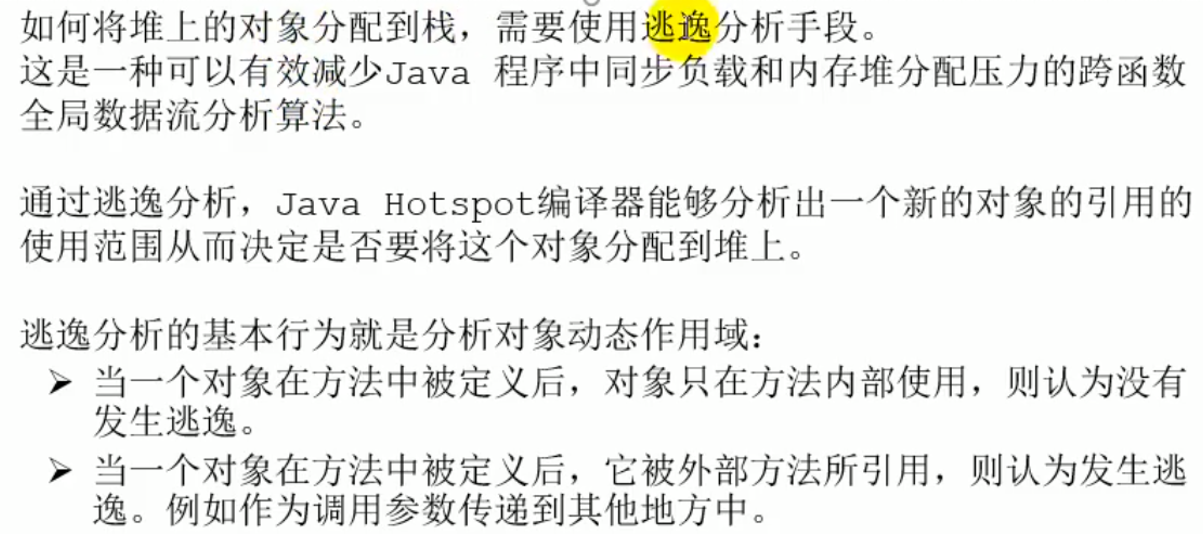 如何将堆上的对象分配到栈，需要使用逃逸分析手段。
这是一种可以有效减少Java 程序中同步负载和内存堆分配压力的跨函数
全局数据流分析算法。
通过逃逸分析，Java Hotspot编译器能够分析出一个新的对象的引用的
使用范围从而决定是否要将这个对象分配到堆上。
逃逸分析的基本行为就是分析对象动态作用域：
➢ 当一个对象在方法中被定义后，对象只在方法内部使用，则认为没有
发生逃逸。
➢ 当一个对象在方法中被定义后，它被外部方法所引用，则认为发生逃
逸。例如作为调用参数传递到其他地方中。